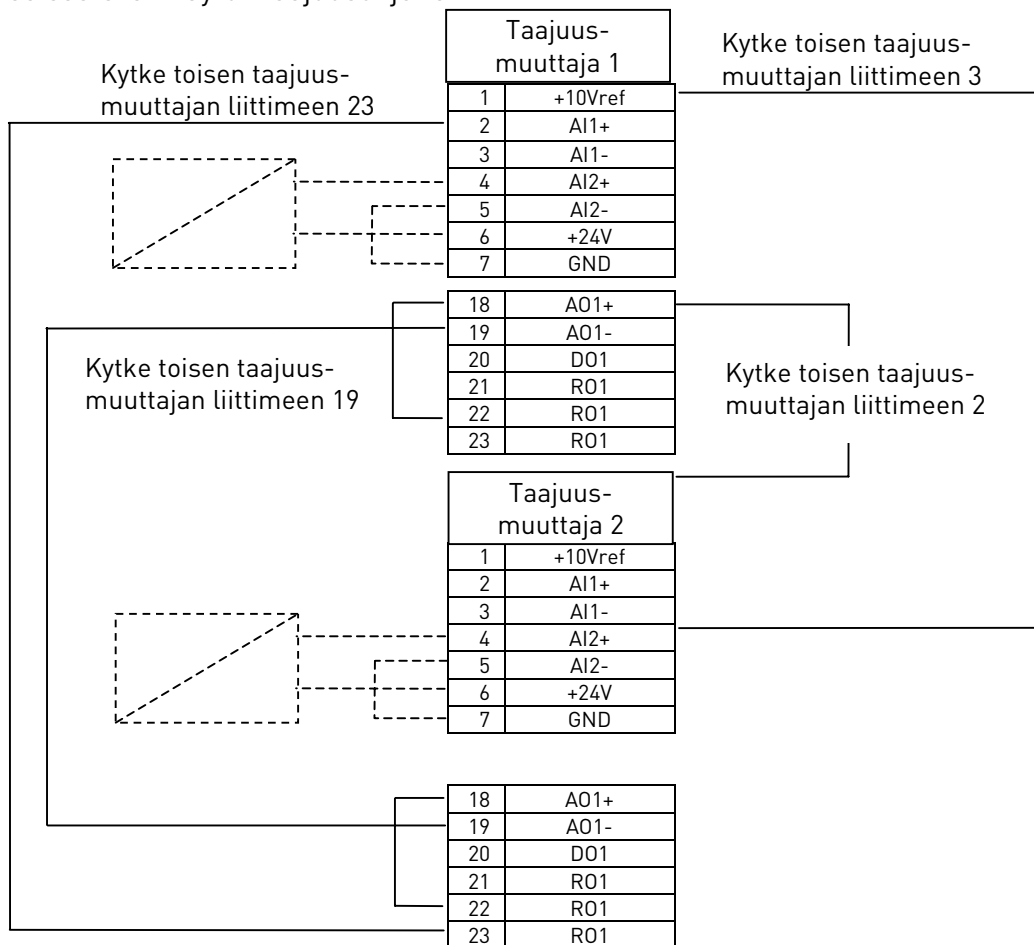 Taajuus-
muuttaja 1
Kytke toisen taajuus-
muuttajan liittimeen 3
Kytke toisen taajuus-
muuttajan liittimeen 23
1 +10Vref
2 AI1+
3 AI1-
4 AI2+
5 AI2-
6 +24V
7 GND
18 AO1+
19 AO1-
20 DO1
21 RO1
22 RO1
23 RO1
Kytke toisen taajuus-
muuttajan liittimeen 19
Kytke toisen taajuus-
muuttajan liittimeen 2
Taajuus-
muuttaja 2
1 +10Vref
2 AI1+
3 AI1-
4 AI2+
5 AI2-
6 +24V
7 GND
18 AO1+
19 AO1-
20 DO1
21 RO1
22 RO1
23 RO1